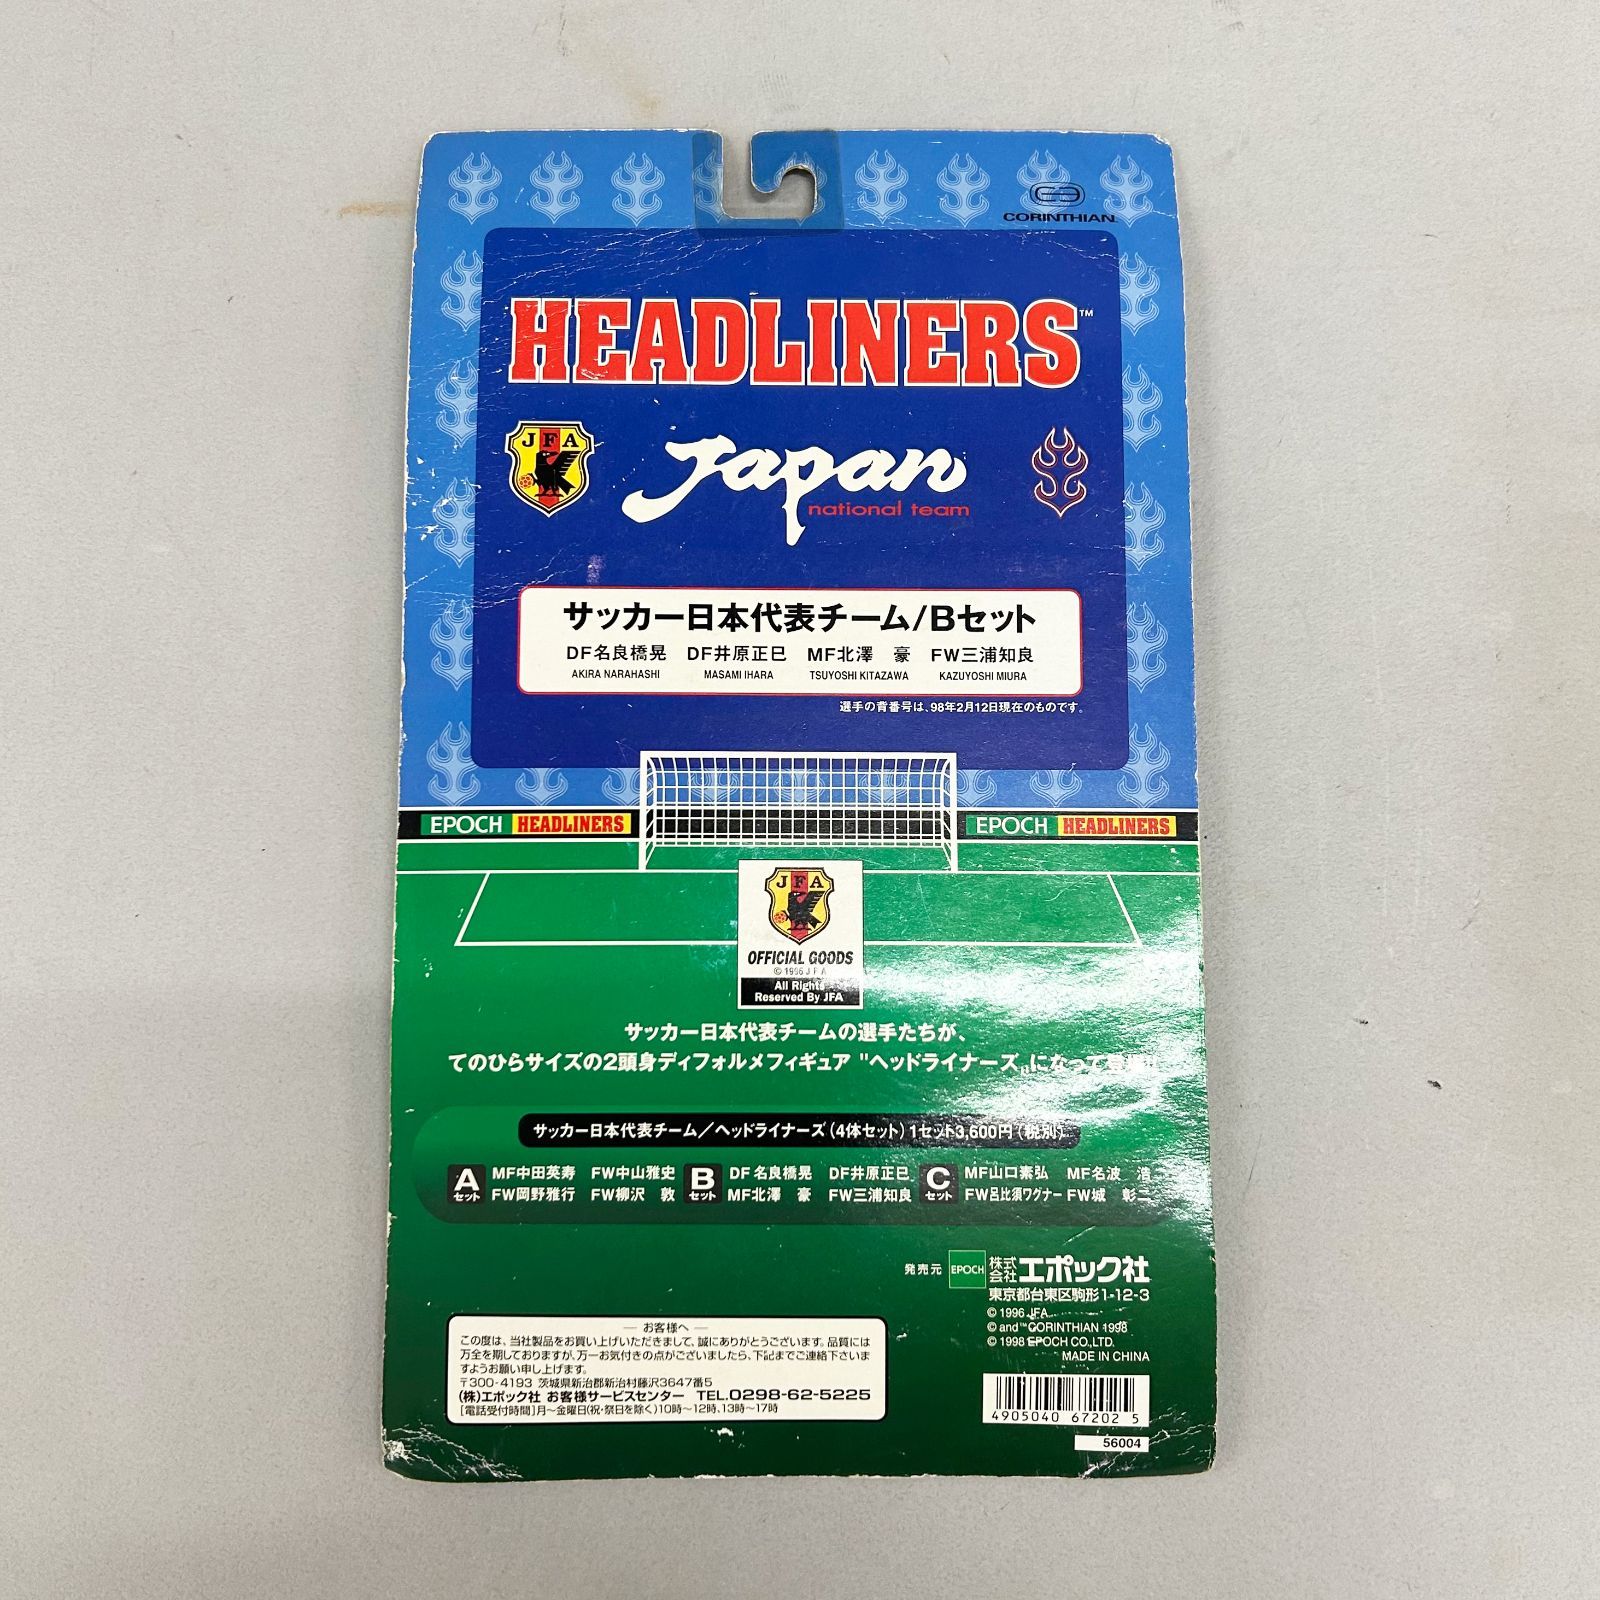 CORINTHIAN
HEADLINERS™
JFA
Japan
national team
サッカー日本代表チーム/Bセット
DF名良橋晃 DF井原正巳 MF北澤 豪 FW三浦知良
AKIRA NARAHASHI MASAMI IHARA TSUYOSHI KITAZAWA KAZUYOSHI MIURA
選手の背番号は、98年2月12日現在のものです。
EPOCH HEADLINERS EPOCH HEADLINERS
JFA
OFFICIAL GOODS
© 1996 J F A
All Rights
Reserved By JFA
サッカー日本代表チームの選手たちが、
てのひらサイズの2頭身ディフォルメフィギュア "ヘッドライナーズ"になって登場!!
サッカー日本代表チーム/ヘッドライナーズ(4体セット)1セット3,600円(税別)
Aセット MF中田英寿 FW中山雅史 Bセット DF名良橋晃 DF井原正巳 Cセット MF山口素弘 MF名波 浩
FW岡野雅行 FW柳沢 敦 MF北澤 豪 FW三浦知良 FW呂比須ワグナー FW城 彰二
発売元 EPOCH 株式会社エポック社
東京都台東区駒形1-12-3
© 1996 JFA
© and™CORINTHIAN 1998
© 1998 EPOCH CO.,LTD.
MADE IN CHINA
― お客様へ ―
この度は、当社製品をお買い上げいただきまして、誠にありがとうございます。品質には
万全を期しておりますが、万一お気付きの点がございましたら、下記までご連絡下さいま
すようお願い申し上げます。
〒300-4193 茨城県新治郡新治村藤沢3647番5
(株)エポック社 お客様サービスセンター TEL.0298-62-5225
[電話受付時間]月~金曜日(祝・祭日を除く)10時~12時、13時~17時
4905040 67202 5
56004